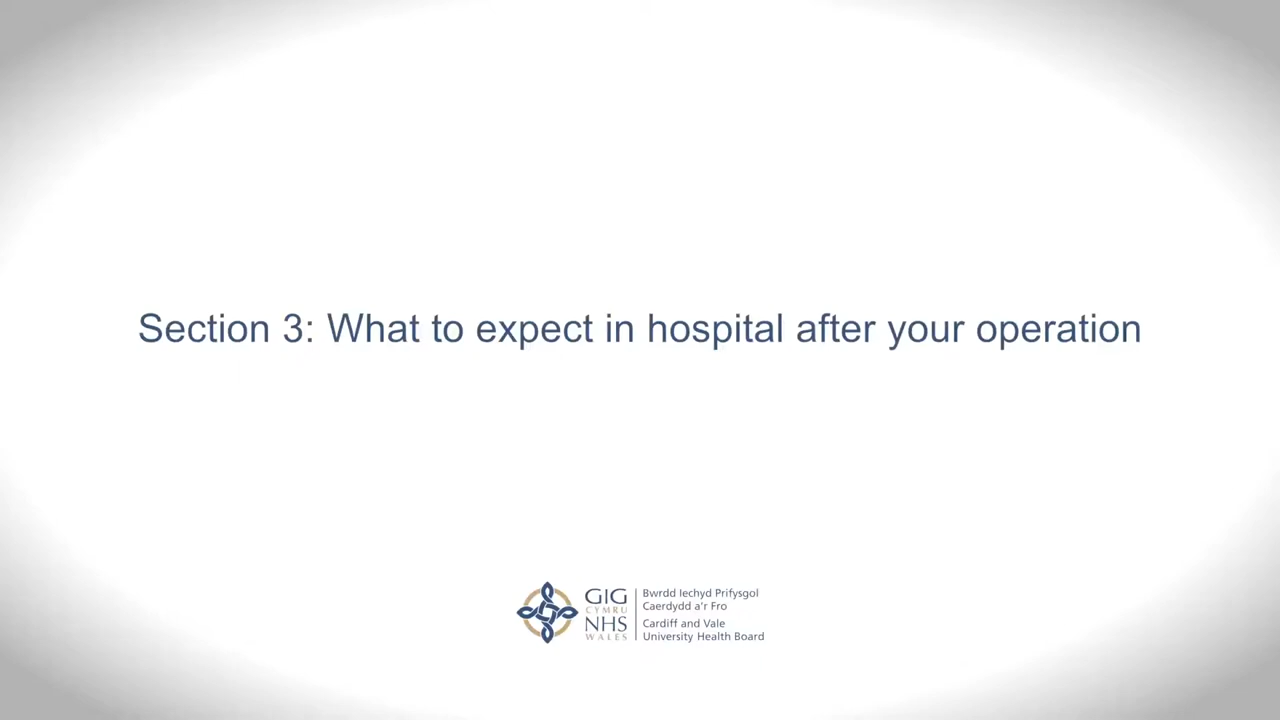 Section 3: What to expect in hospital after your operation
GIG
CYMRU
NHS
WALES
Bwrdd Iechyd Prifysgol
Caerdydd a'r Fro
Cardiff and Vale
University Health Board